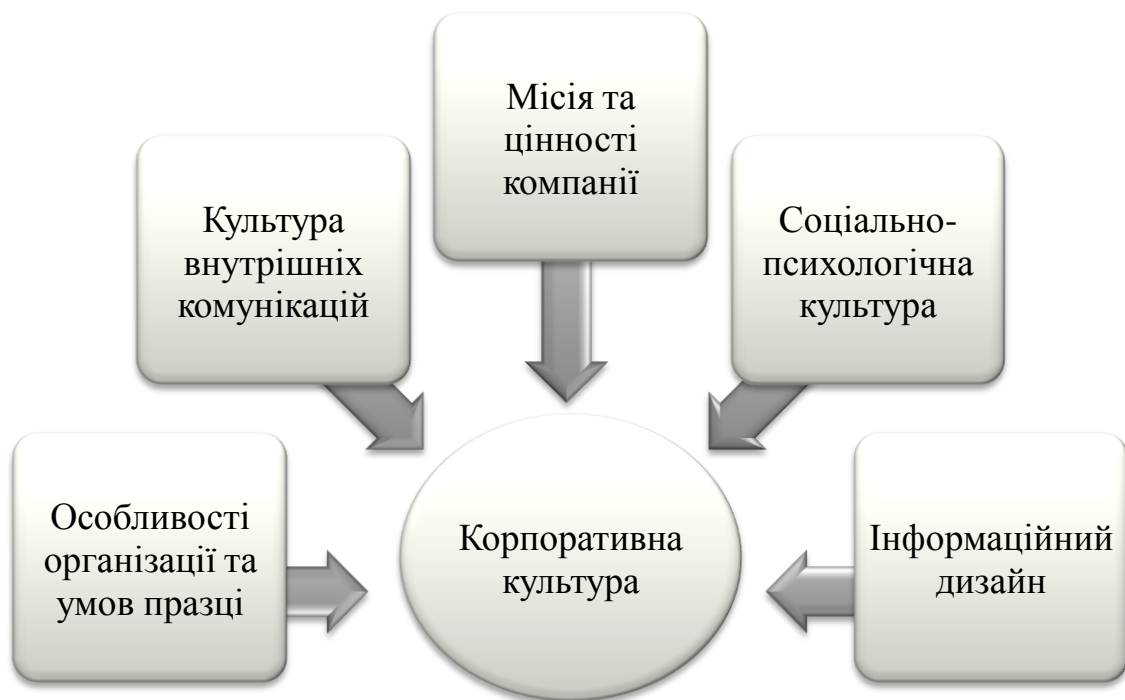 Місія та
цінності
компанії
Культура
внутрішніх
комунікацій
Соціально-
психологічна
культура
Особливості
організації та
умов празці
Корпоративна
культура
Інформаційний
дизайн